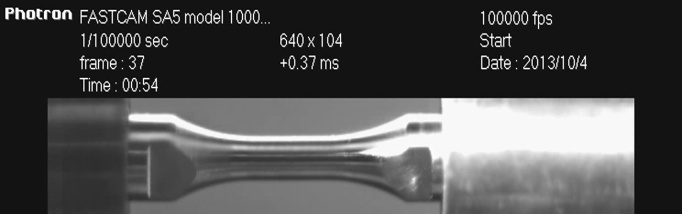 Photron FASTCAM SA5 model 1000... 100000 fps
1/100000 sec 640 x 104 Start
frame : 37 +0.37 ms Date : 2013/10/4
Time : 00:54